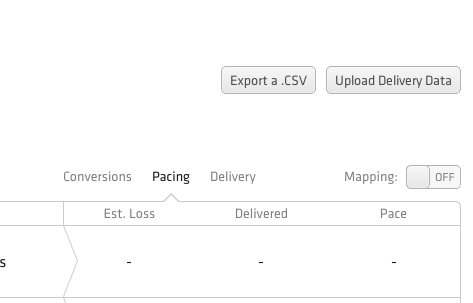 Export a .CSV Upload Delivery Data
Conversions Pacing Delivery Mapping: OFF
Est. Loss Delivered Pace
s - - -